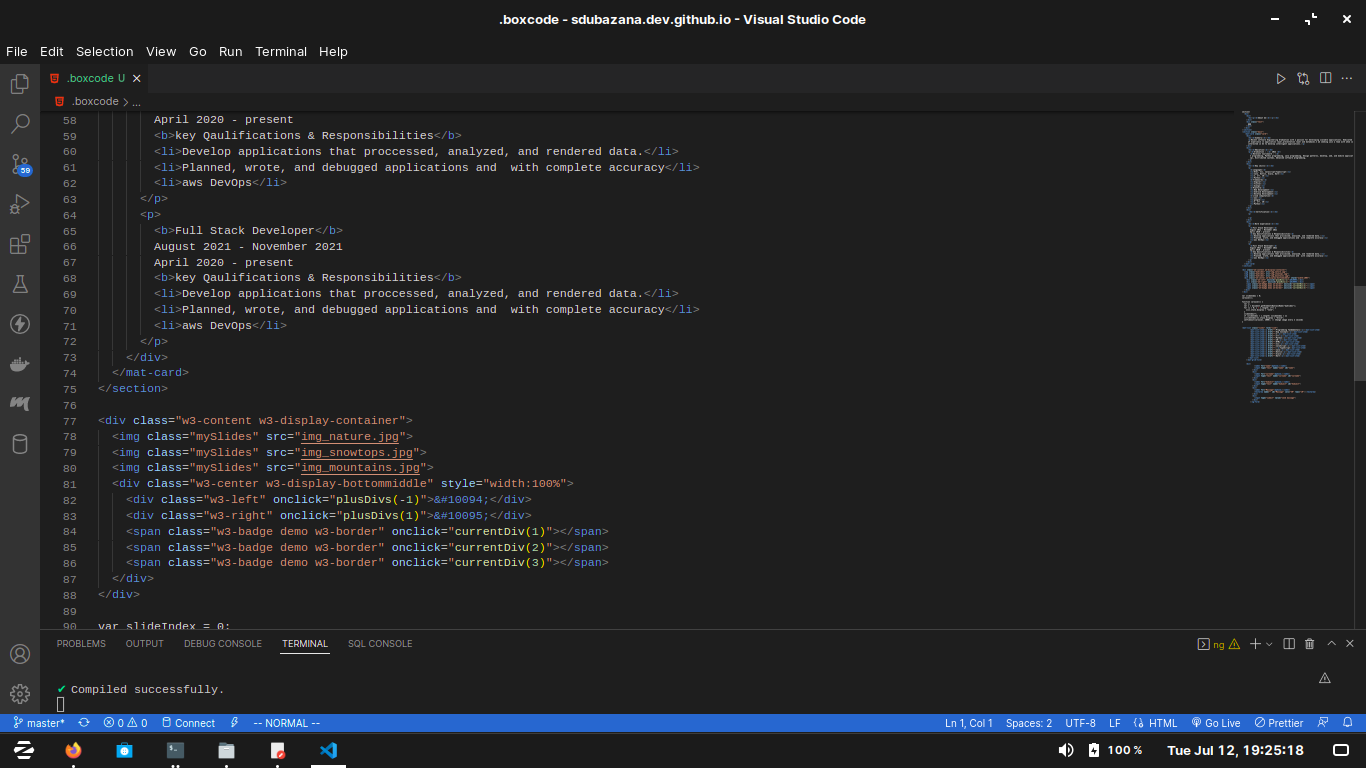 .boxcode - sdubazana.dev.github.io - Visual Studio Code
File Edit Selection View Go Run Terminal Help
.boxcode U
.boxcode > ...
58 April 2020 - present
59 <b>key Qaulifications & Responsibilities</b>
60 <li>Develop applications that proccessed, analyzed, and rendered data.</li>
61 <li>Planned, wrote, and debugged applications and  with complete accuracy</li>
62 <li>aws DevOps</li>
63 </p>
64 <p>
65 <b>Full Stack Developer</b>
66 August 2021 - November 2021
67 April 2020 - present
68 <b>key Qaulifications & Responsibilities</b>
69 <li>Develop applications that proccessed, analyzed, and rendered data.</li>
70 <li>Planned, wrote, and debugged applications and  with complete accuracy</li>
71 <li>aws DevOps</li>
72 </p>
73 </div>
74 </mat-card>
75 </section>
76
77 <div class="w3-content w3-display-container">
78 <img class="mySlides" src="img_nature.jpg">
79 <img class="mySlides" src="img_snowtops.jpg">
80 <img class="mySlides" src="img_mountains.jpg">
81 <div class="w3-center w3-display-bottommiddle" style="width:100%">
82 <div class="w3-left" onclick="plusDivs(-1)">&#10094;</div>
83 <div class="w3-right" onclick="plusDivs(1)">&#10095;</div>
84 <span class="w3-badge demo w3-border" onclick="currentDiv(1)"></span>
85 <span class="w3-badge demo w3-border" onclick="currentDiv(2)"></span>
86 <span class="w3-badge demo w3-border" onclick="currentDiv(3)"></span>
87 </div>
88 </div>
89
90 var slideIndex = 0;
50
PROBLEMS OUTPUT DEBUG CONSOLE TERMINAL SQL CONSOLE
ng
✔ Compiled successfully.
master* 0 0 Connect -- NORMAL -- Ln 1, Col 1 Spaces: 2 UTF-8 LF HTML Go Live Prettier
100 % Tue Jul 12, 19:25:18